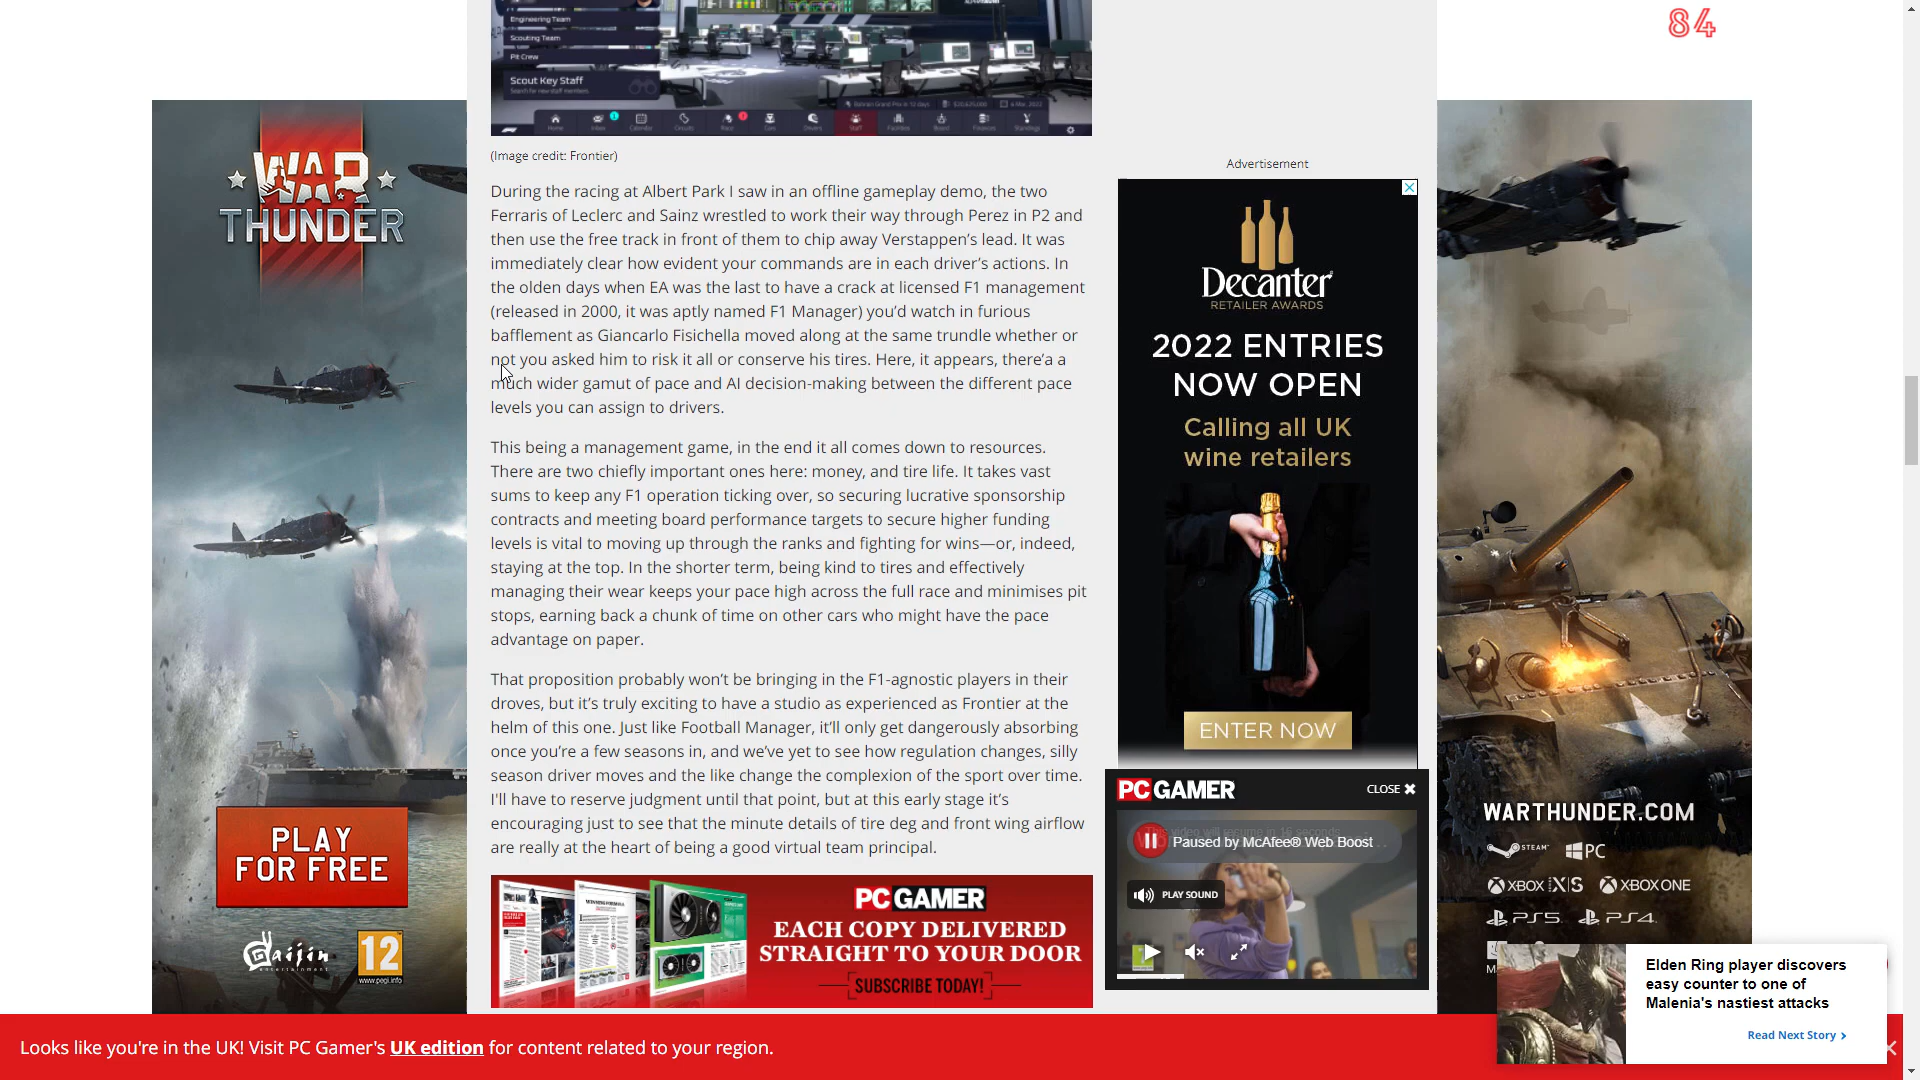 Engineering Team
Scouting Team
Pit Crew
Scout Key Staff
Search for new staff members
Home
Inbox
Calendar
Circuits
Race
Cars
Drivers
Staff
Facilities
Board
Finances
Standings
84
(Image credit: Frontier)
During the racing at Albert Park I saw in an offline gameplay demo, the two
Ferraris of Leclerc and Sainz wrestled to work their way through Perez in P2 and
then use the free track in front of them to chip away Verstappen’s lead. It was
immediately clear how evident your commands are in each driver’s actions. In
the olden days when EA was the last to have a crack at licensed F1 management
(released in 2000, it was aptly named F1 Manager) you’d watch in furious
bafflement as Giancarlo Fisichella moved along at the same trundle whether or
not you asked him to risk it all or conserve his tires. Here, it appears, there’a a
much wider gamut of pace and AI decision-making between the different pace
levels you can assign to drivers.
This being a management game, in the end it all comes down to resources.
There are two chiefly important ones here: money, and tire life. It takes vast
sums to keep any F1 operation ticking over, so securing lucrative sponsorship
contracts and meeting board performance targets to secure higher funding
levels is vital to moving up through the ranks and fighting for wins—or, indeed,
staying at the top. In the shorter term, being kind to tires and effectively
managing their wear keeps your pace high across the full race and minimises pit
stops, earning back a chunk of time on other cars who might have the pace
advantage on paper.
That proposition probably won’t be bringing in the F1-agnostic players in their
droves, but it’s truly exciting to have a studio as experienced as Frontier at the
helm of this one. Just like Football Manager, it’ll only get dangerously absorbing
once you’re a few seasons in, and we’ve yet to see how regulation changes, silly
season driver moves and the like change the complexion of the sport over time.
I'll have to reserve judgment until that point, but at this early stage it’s
encouraging just to see that the minute details of tire deg and front wing airflow
are really at the heart of being a good virtual team principal.
PC GAMER
EACH COPY DELIVERED
STRAIGHT TO YOUR DOOR
SUBSCRIBE TODAY!
WAR
THUNDER
PLAY
FOR FREE
Gaijin
entertainment
12
www.pegi.info
Advertisement
Decanter
RETAILER AWARDS
2022 ENTRIES
NOW OPEN
Calling all UK
wine retailers
ENTER NOW
PC GAMER
CLOSE
Paused by McAfee® Web Boost
PLAY SOUND
WARTHUNDER.COM
STEAM PC
XBOX X|S XBOX ONE
PS5 PS4
Elden Ring player discovers
easy counter to one of
Malenia's nastiest attacks
Read Next Story
Looks like you're in the UK! Visit PC Gamer's UK edition for content related to your region.